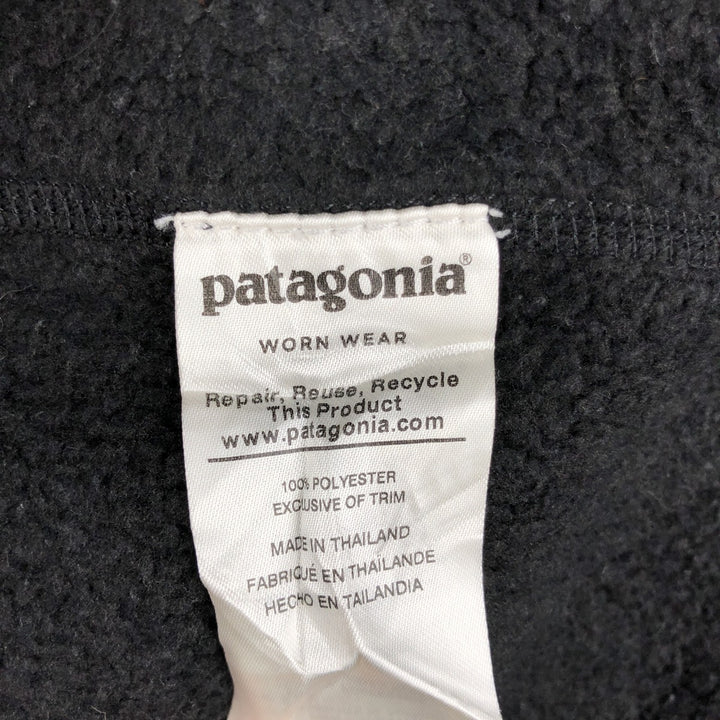 patagonia®
WORN WEAR
Repair, Reuse, Recycle
This Product
www.patagonia.com
100% POLYESTER
EXCLUSIVE OF TRIM
MADE IN THAILAND
FABRIQUÉ EN THAÏLANDE
HECHO EN TAILANDIA